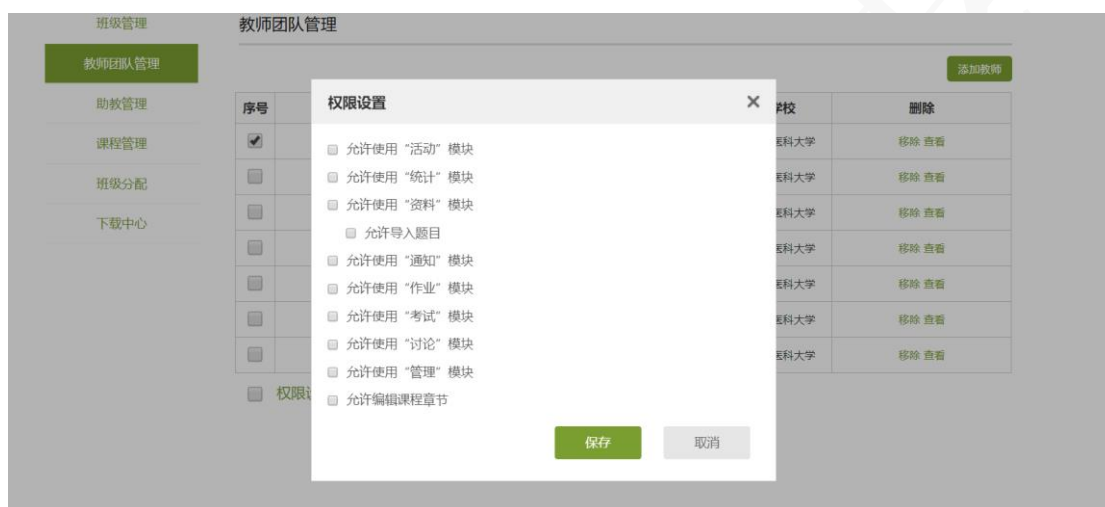 班级管理
教师团队管理
教师团队管理
添加教师
助教管理
课程管理
班级分配
下载中心
序号
学校
删除
医科大学
移除 查看
医科大学
移除 查看
医科大学
移除 查看
医科大学
移除 查看
医科大学
移除 查看
医科大学
移除 查看
医科大学
移除 查看
权限设
权限设置
×
允许使用“活动”模块
允许使用“统计”模块
允许使用“资料”模块
允许导入题目
允许使用“通知”模块
允许使用“作业”模块
允许使用“考试”模块
允许使用“讨论”模块
允许使用“管理”模块
允许编辑课程章节
保存
取消